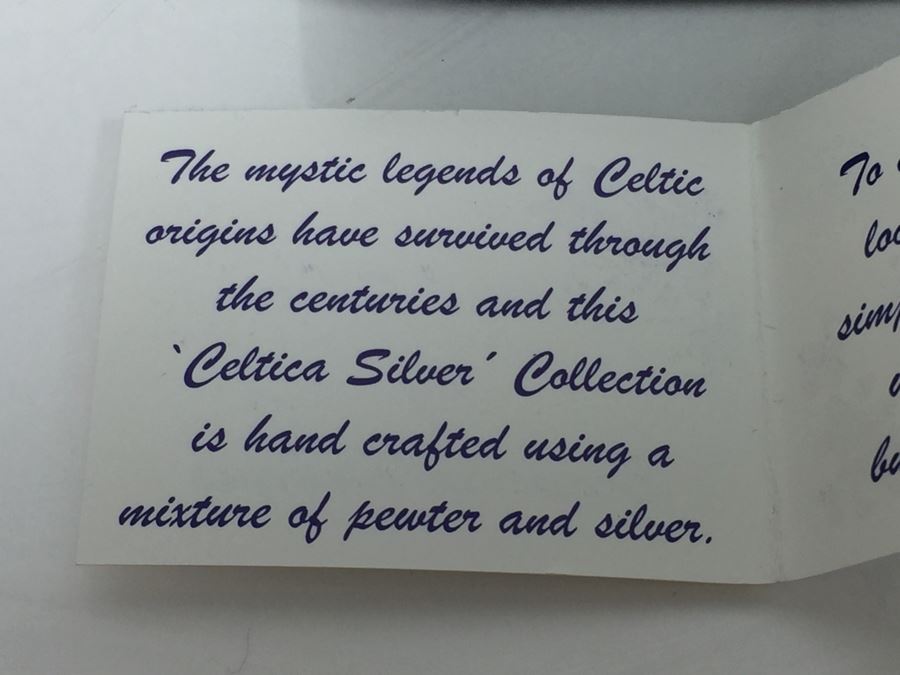 The mystic legends of Celtic
origins have survived through
the centuries and this
`Celtica Silver´ Collection
is hand crafted using a
mixture of pewter and silver.
To